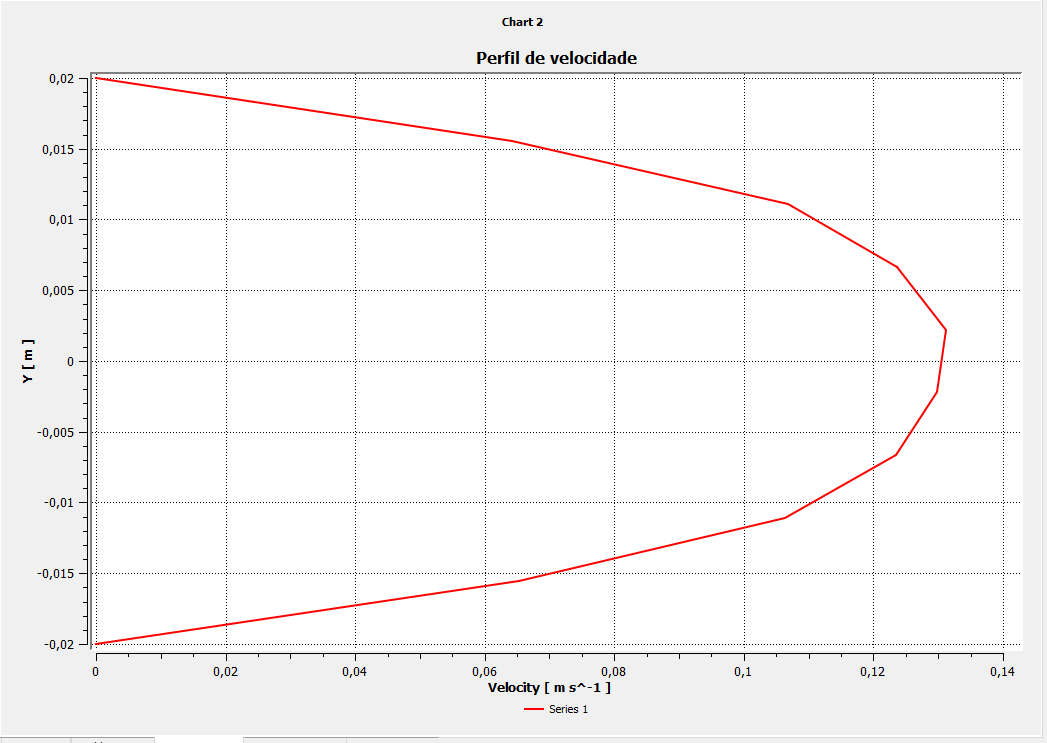 Chart 2
Perfil de velocidade
0,02
0,015
0,01
0,005
0
-0,005
-0,01
-0,015
-0,02
Y [ m ]
0 0,02 0,04 0,06 0,08 0,1 0,12 0,14
Velocity [ m s^-1 ]
Series 1